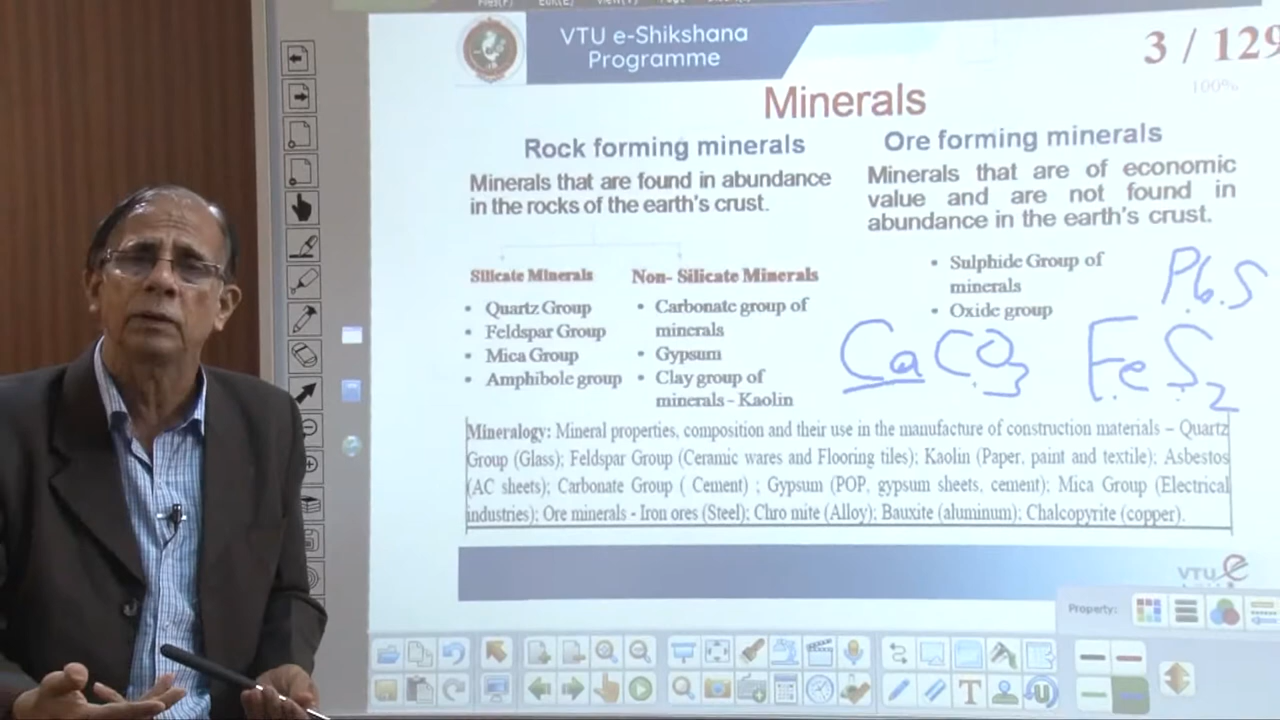 VTU e-Shikshana
Programme
3 / 129
100%
Minerals
Rock forming minerals
Minerals that are found in abundance
in the rocks of the earth's crust.
Silicate Minerals
• Quartz Group
• Feldspar Group
• Mica Group
• Amphibole group
Non- Silicate Minerals
• Carbonate group of
minerals
• Gypsum
• Clay group of
minerals - Kaolin
Ore forming minerals
Minerals that are of economic
value and are not found in
abundance in the earth's crust.
• Sulphide Group of
minerals
• Oxide group
Pb.S
CaCO3
FeS2
Mineralogy: Mineral properties, composition and their use in the manufacture of construction materials – Quartz
Group (Glass); Feldspar Group (Ceramic wares and Flooring tiles); Kaolin (Paper, paint and textile); Asbestos
(AC sheets); Carbonate Group ( Cement) ; Gypsum (POP, gypsum sheets, cement); Mica Group (Electrical
industries); Ore minerals - Iron ores (Steel); Chro mite (Alloy); Bauxite (aluminum); Chalcopyrite (copper).
VTU e
Property: